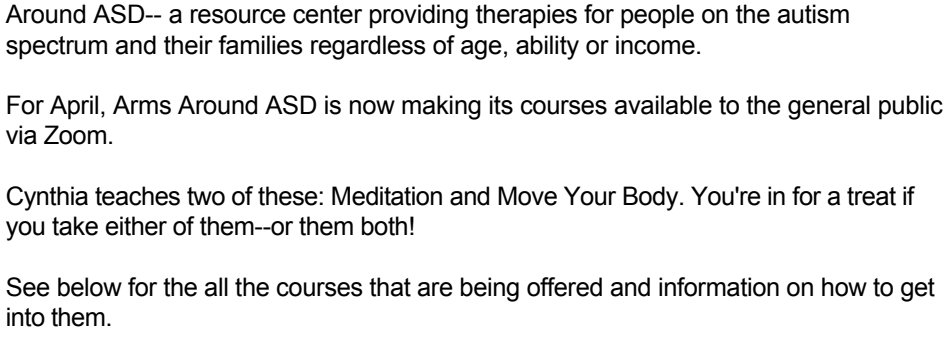 Around ASD-- a resource center providing therapies for people on the autism
spectrum and their families regardless of age, ability or income.
For April, Arms Around ASD is now making its courses available to the general public
via Zoom.
Cynthia teaches two of these: Meditation and Move Your Body. You're in for a treat if
you take either of them--or them both!
See below for the all the courses that are being offered and information on how to get
into them.